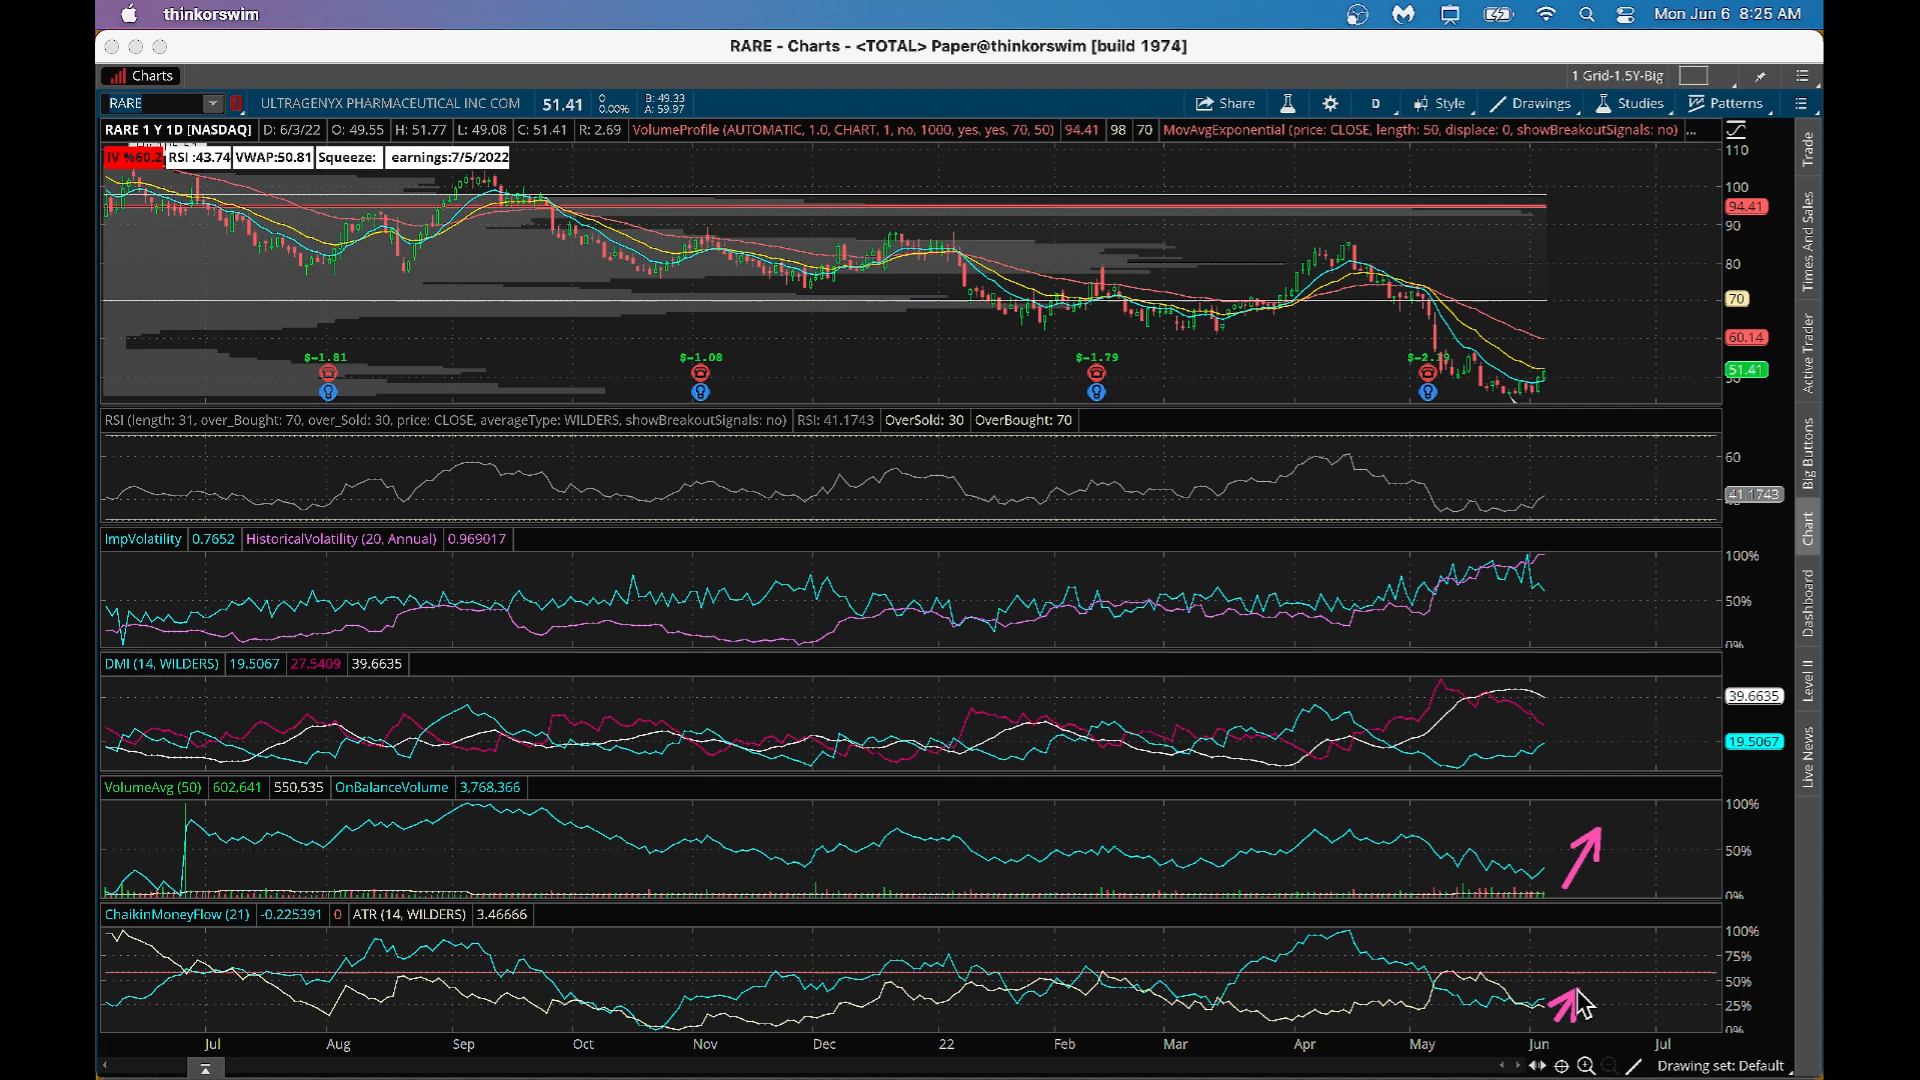 thinkorswim Mon Jun 6 8:25 AM
RARE - Charts - <TOTAL> Paper@thinkorswim [build 1974]
Charts 1 Grid-1.5Y-Big
RARE ULTRAGENYX PHARMACEUTICAL INC COM 51.41 0 0.00% B: 49.33 A: 59.97 Share D Style Drawings Studies Patterns
RARE 1 Y 1D [NASDAQ] D: 6/3/22 O: 49.55 H: 51.77 L: 49.08 C: 51.41 R: 2.69 VolumeProfile (AUTOMATIC, 1.0, CHART, 1, no, 1000, yes, yes, 70, 50) 94.41 98 70 MovAvgExponential (price: CLOSE, length: 50, displace: 0, showBreakoutSignals: no) ...
IV %60.2 RSI :43.74 VWAP:50.81 Squeeze: earnings:7/5/2022
110
100
94.41
90
80
70
60.14
51.41
$-1.81 $-1.08 $-1.79
RSI (length: 31, over_Bought: 70, over_Sold: 30, price: CLOSE, averageType: WILDERS, showBreakoutSignals: no) RSI: 41.1743 OverSold: 30 OverBought: 70
60
41.1743
ImpVolatility 0.7652 HistoricalVolatility (20, Annual) 0.969017
100%
50%
0%
DMI (14, WILDERS) 19.5067 27.5409 39.6635
39.6635
19.5067
VolumeAvg (50) 602,641 550,535 OnBalanceVolume 3,768,366
100%
50%
0%
ChaikinMoneyFlow (21) -0.225391 0 ATR (14, WILDERS) 3.46666
100%
75%
50%
25%
0%
Jul Aug Sep Oct Nov Dec 22 Feb Mar Apr May Jun Jul
Drawing set: Default
Trade
Times And Sales
Active Trader
Big Buttons
Chart
Dashboard
Level II
Live News